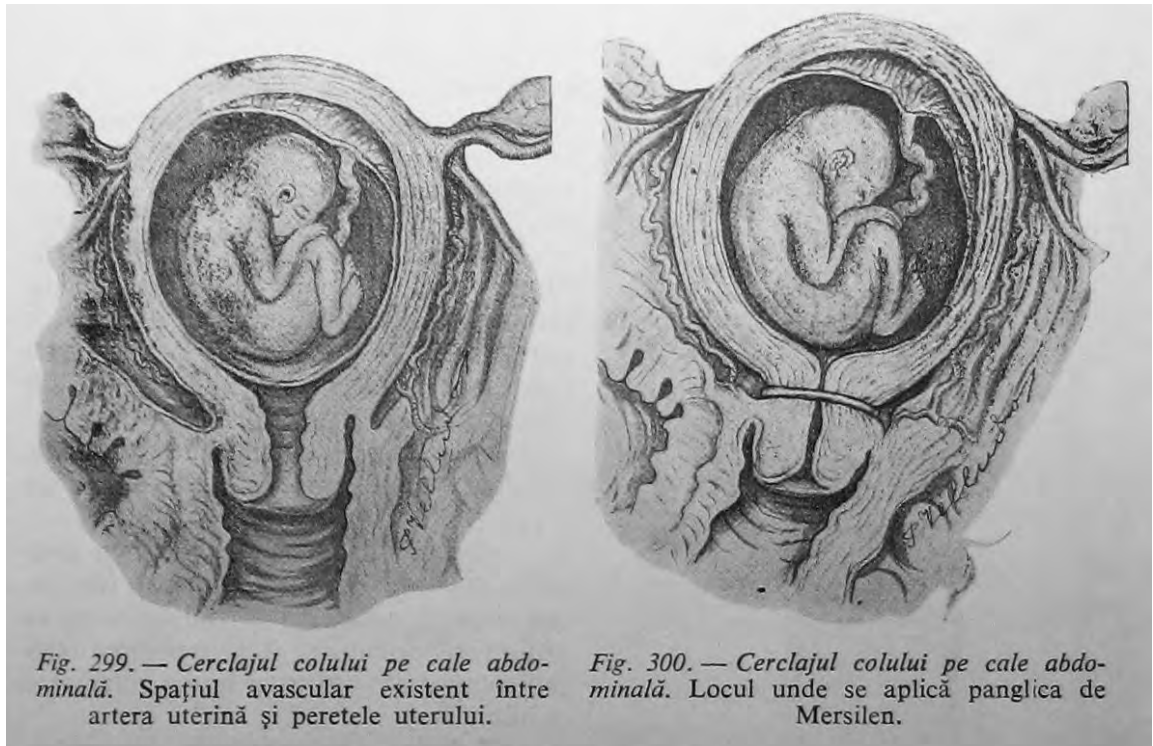 Fig. 299. — Cerclajul colului pe cale abdo-
minală. Spațiul avascular existent între
artera uterină și peretele uterului.
Fig. 300. — Cerclajul colului pe cale abdo-
minală. Locul unde se aplică panglica de
Mersilen.